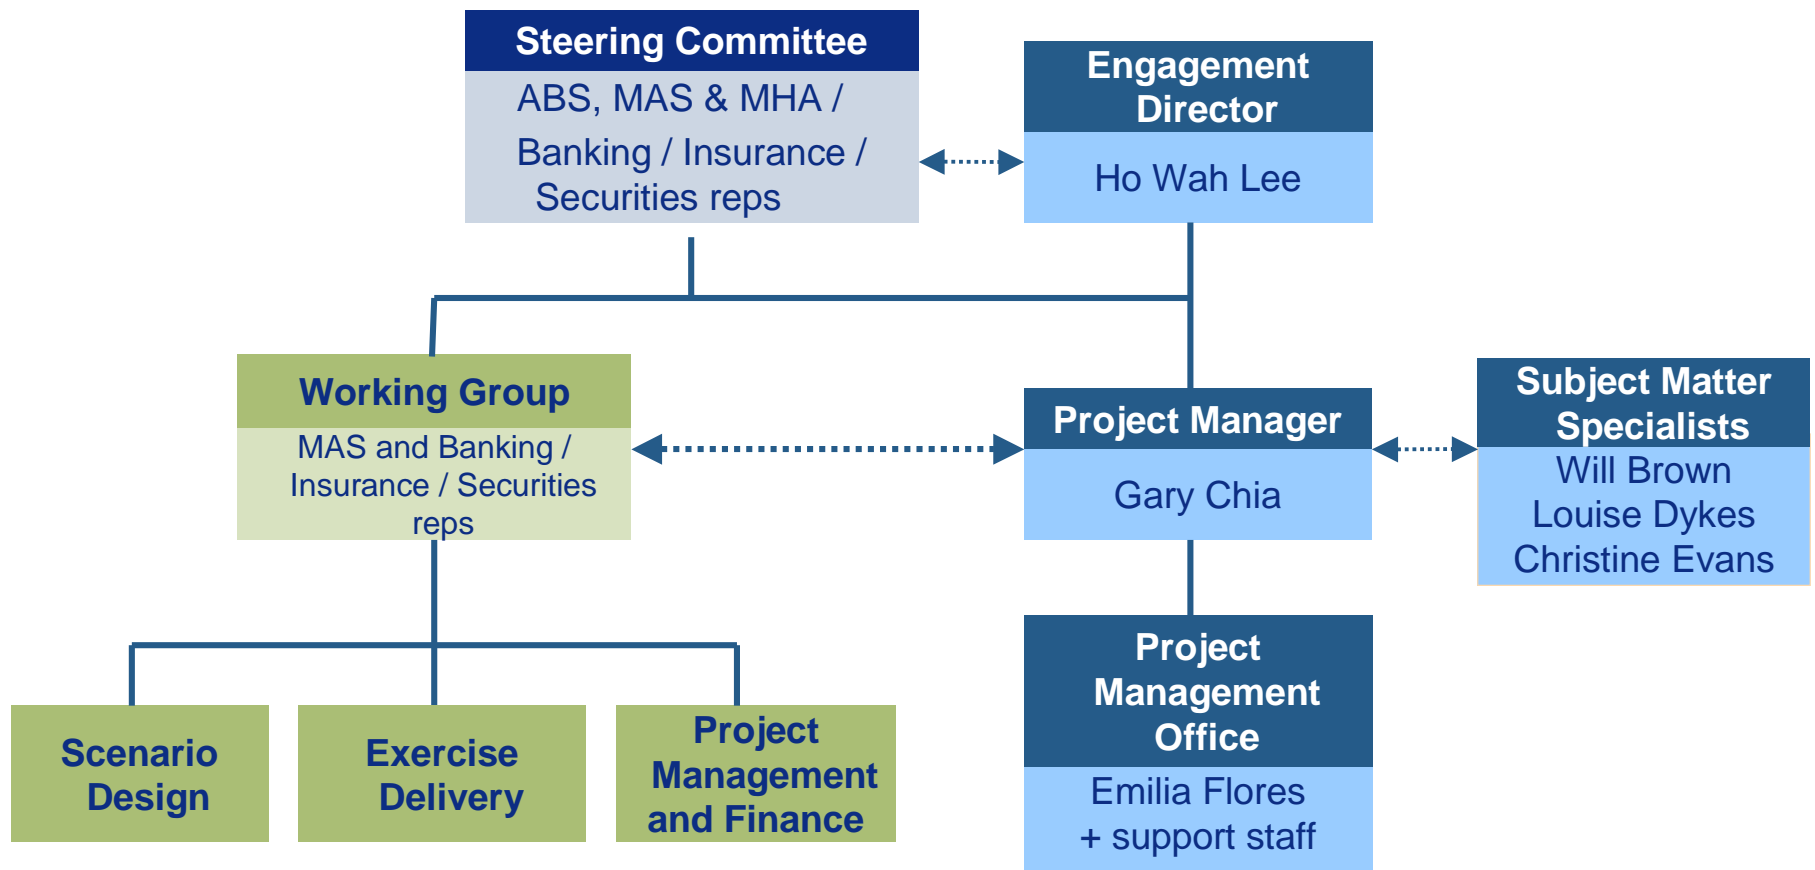 Steering Committee
ABS, MAS & MHA /
Banking / Insurance /
Securities reps
Engagement
Director
Ho Wah Lee
Working Group
MAS and Banking /
Insurance / Securities
reps
Project Manager
Gary Chia
Subject Matter
Specialists
Will Brown
Louise Dykes
Christine Evans
Scenario
Design
Exercise
Delivery
Project
Management
and Finance
Project
Management
Office
Emilia Flores
+ support staff